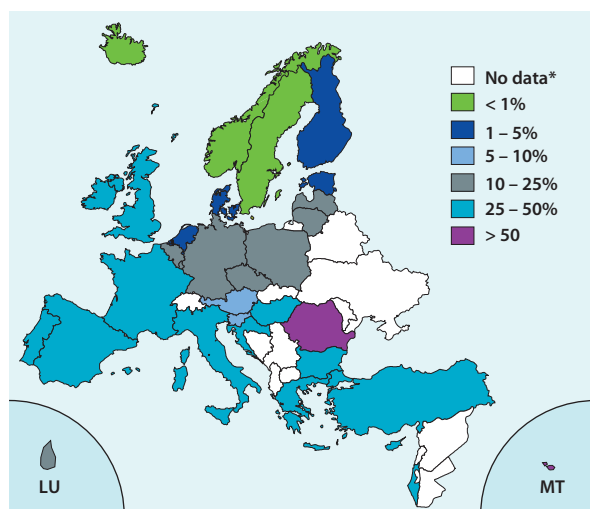 No data*
< 1%
1 – 5%
5 – 10%
10 – 25%
25 – 50%
> 50
LU
MT